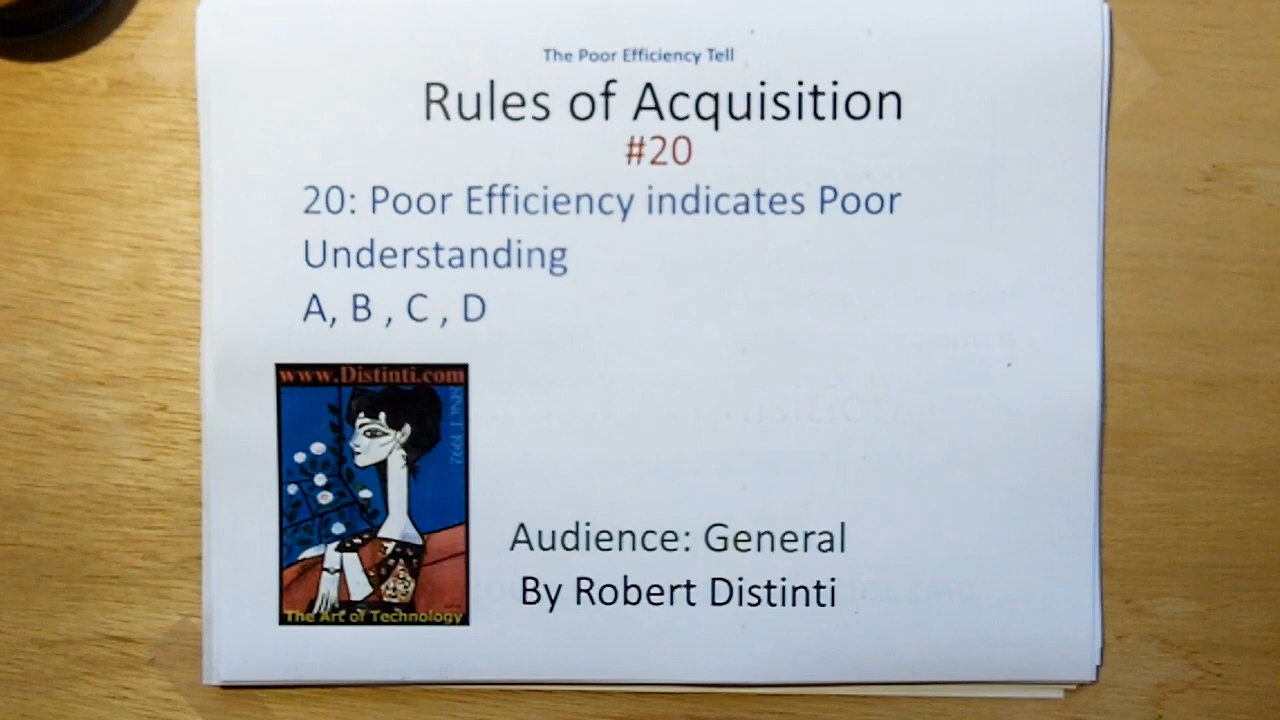 The Poor Efficiency Tell
Rules of Acquisition
#20
20: Poor Efficiency indicates Poor
Understanding
A, B , C , D
www.Distinti.com
SINCE 1992
The Art of Technology
Audience: General
By Robert Distinti